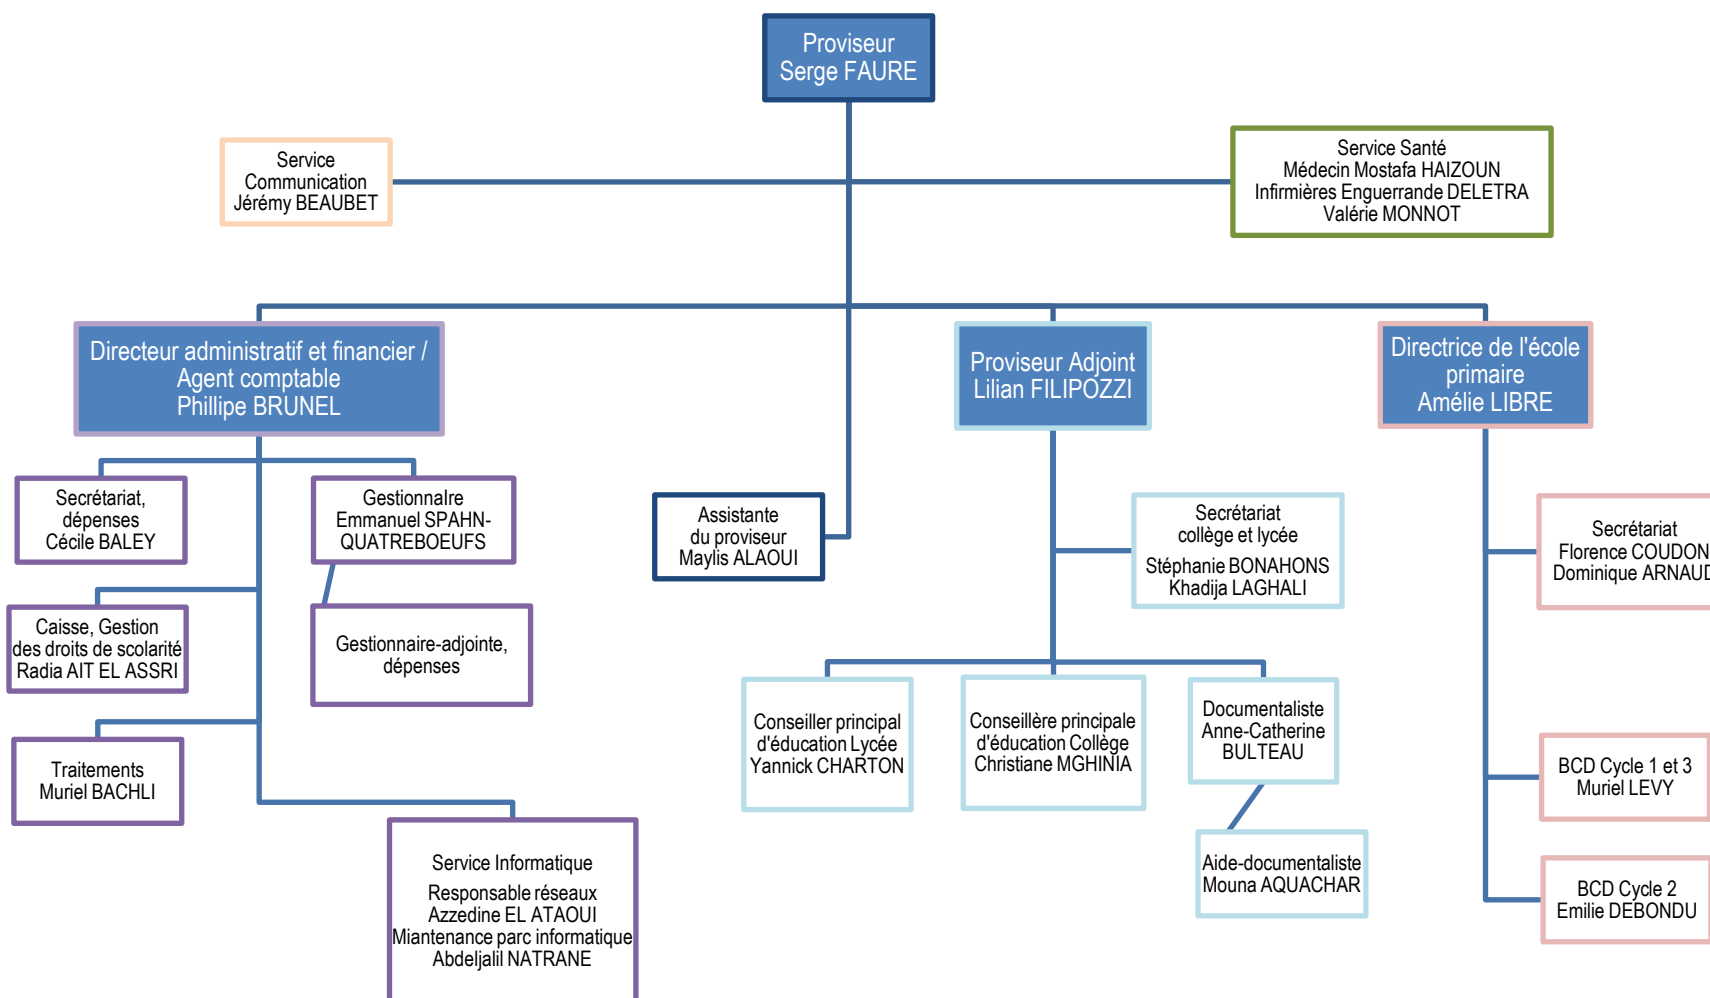 Proviseur
Serge FAURE
Service
Communication
Jérémy BEAUBET
Service Santé
Médecin Mostafa HAIZOUN
Infirmières Enguerrande DELETRA
Valérie MONNOT
Directeur administratif et financier /
Agent comptable
Phillipe BRUNEL
Proviseur Adjoint
Lilian FILIPOZZI
Directrice de l'école
primaire
Amélie LIBRE
Secrétariat,
dépenses
Cécile BALEY
GestionnaIre
Emmanuel SPAHN-
QUATREBOEUFS
Assistante
du proviseur
Maylis ALAOUI
Secrétariat
collège et lycée
Stéphanie BONAHONS
Khadija LAGHALI
Secrétariat
Florence COUDON
Dominique ARNAUD
Caisse, Gestion
des droits de scolarité
Radia AIT EL ASSRI
Gestionnaire-adjointe,
dépenses
Conseiller principal
d'éducation Lycée
Yannick CHARTON
Conseillère principale
d'éducation Collège
Christiane MGHINIA
Documentaliste
Anne-Catherine
BULTEAU
BCD Cycle 1 et 3
Muriel LEVY
Traitements
Muriel BACHLI
Service Informatique
Responsable réseaux
Azzedine EL ATAOUI
Miantenance parc informatique
Abdeljalil NATRANE
Aide-documentaliste
Mouna AQUACHAR
BCD Cycle 2
Emilie DEBONDU